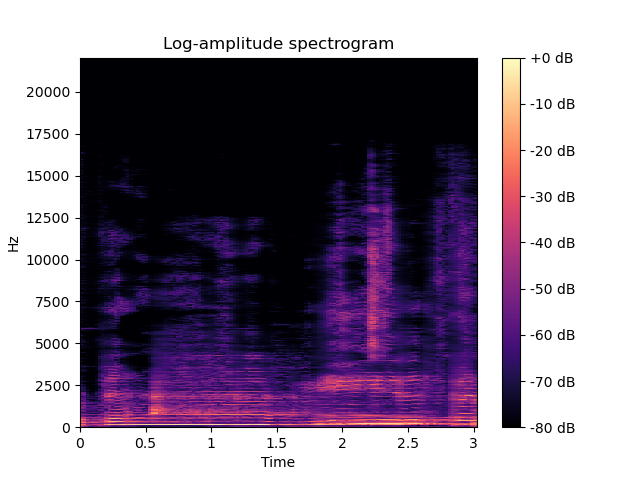 Log-amplitude spectrogram
Hz
20000
17500
15000
12500
10000
7500
5000
2500
0
0 0.5 1 1.5 2 2.5 3
Time
+0 dB
-10 dB
-20 dB
-30 dB
-40 dB
-50 dB
-60 dB
-70 dB
-80 dB